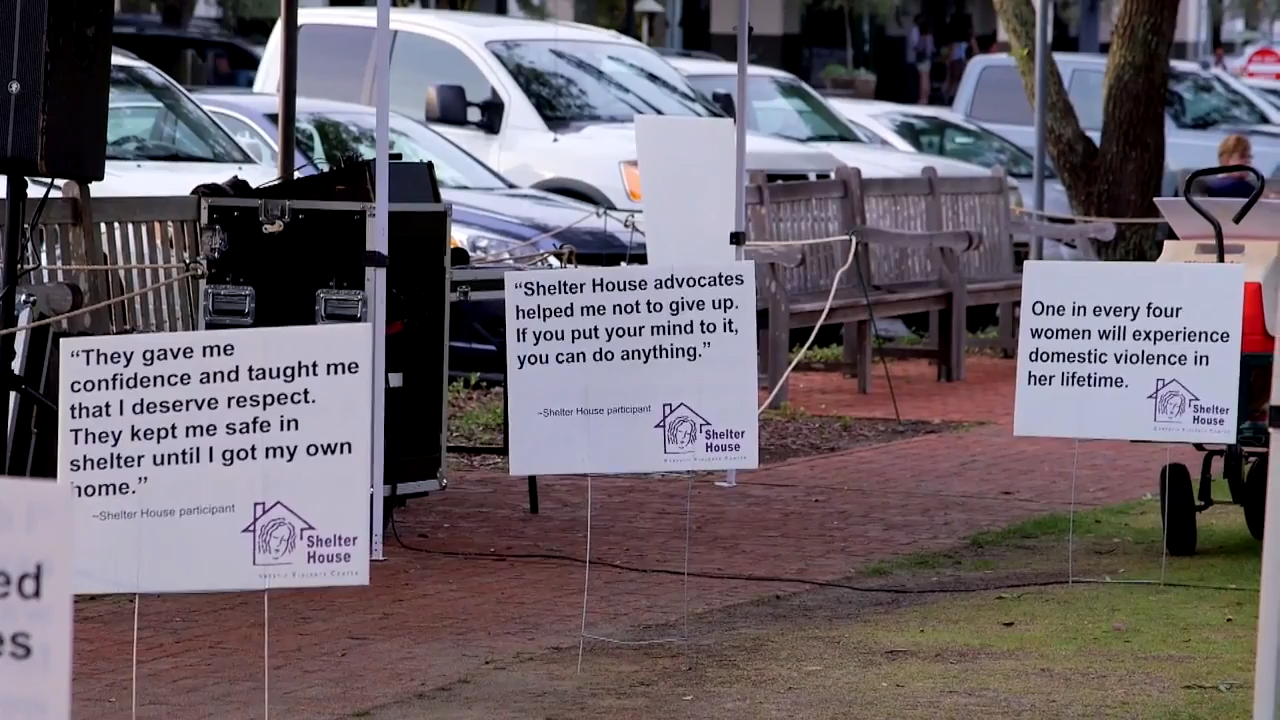 "They gave me
confidence and taught me
that I deserve respect.
They kept me safe in
shelter until I got my own
home."
~Shelter House participant
Shelter
House
"Shelter House advocates
helped me not to give up.
If you put your mind to it,
you can do anything."
~Shelter House participant
Shelter
House
One in every four
women will experience
domestic violence in
her lifetime.
Shelter
House
ed
es